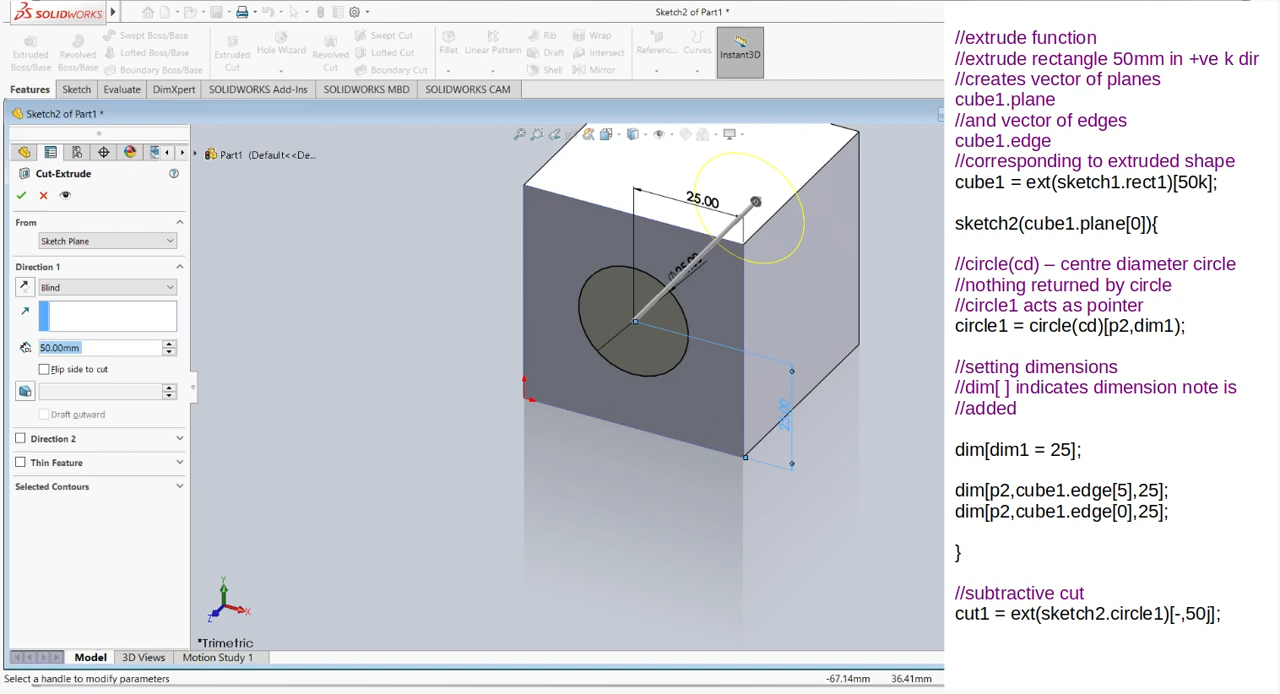 SOLIDWORKS
Sketch2 of Part1 *
Extruded Boss/Base
Revolved Boss/Base
Swept Boss/Base
Lofted Boss/Base
Boundary Boss/Base
Extruded Cut
Hole Wizard
Revolved Cut
Swept Cut
Lofted Cut
Boundary Cut
Fillet
Linear Pattern
Rib
Draft
Shell
Wrap
Intersect
Mirror
Referenc...
Curves
Instant3D
Features
Sketch
Evaluate
DimXpert
SOLIDWORKS Add-Ins
SOLIDWORKS MBD
SOLIDWORKS CAM
Sketch2 of Part1 *
Part1 (Default<<De...
Cut-Extrude
From
Sketch Plane
Direction 1
Blind
50.00mm
Flip side to cut
Draft outward
Direction 2
Thin Feature
Selected Contours
25.00
25.00
Y
X
Z
*Trimetric
Model
3D Views
Motion Study 1
Select a handle to modify parameters
-67.14mm
36.41mm
//extrude function
//extrude rectangle 50mm in +ve k dir
//creates vector of planes
cube1.plane
//and vector of edges
cube1.edge
//corresponding to extruded shape
cube1 = ext(sketch1.rect1)[50k];
sketch2(cube1.plane[0]){
//circle(cd) – centre diameter circle
//nothing returned by circle
//circle1 acts as pointer
circle1 = circle(cd)[p2,dim1);
//setting dimensions
//dim[ ] indicates dimension note is
//added
dim[dim1 = 25];
dim[p2,cube1.edge[5],25];
dim[p2,cube1.edge[0],25];
}
//subtractive cut
cut1 = ext(sketch2.circle1)[-,50j];